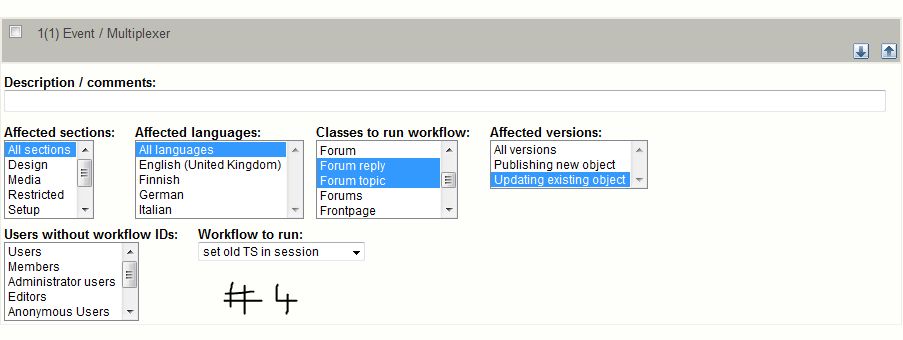 1(1) Event / Multiplexer
Description / comments:
Affected sections: Affected languages: Classes to run workflow: Affected versions:
All sections All languages Forum All versions
Design English (United Kingdom) Forum reply Publishing new object
Media Finnish Forum topic Updating existing object
Restricted German Forums
Setup Italian Frontpage
Users without workflow IDs: Workflow to run:
Users set old TS in session
Members
Administrator users
Editors # 4
Anonymous Users